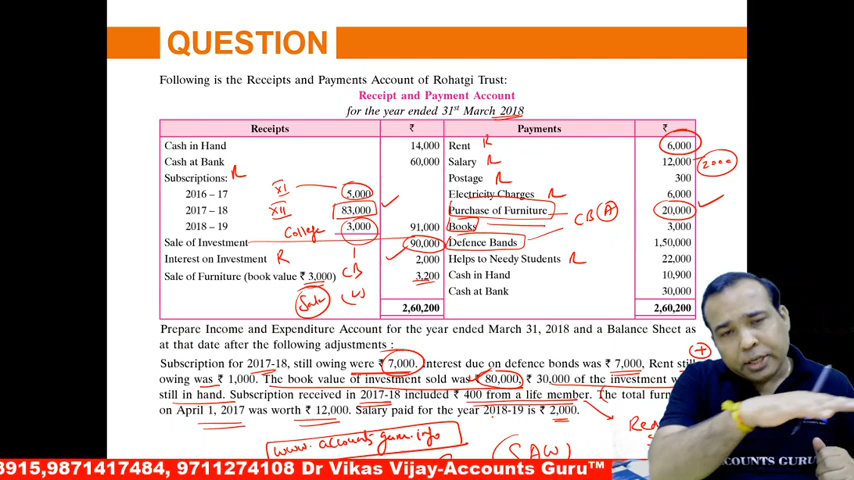 QUESTION
Following is the Receipts and Payments Account of Rohatgi Trust:
Receipt and Payment Account
for the year ended 31st March 2018
Receipts ₹ Payments ₹
Cash in Hand 14,000 Rent R 6,000
Cash at Bank 60,000 Salary R 12,000 2000
Subscriptions: R Postage R 300
2016 – 17 XI 5,000 Electricity Charges R 6,000
2017 – 18 XII 83,000 Purchase of Furniture CB A 20,000
2018 – 19 College 3,000 91,000 Books 3,000
Sale of Investment 90,000 Defence Bands 1,50,000
Interest on Investment R 2,000 Helps to Needy Students R 22,000
Sale of Furniture (book value ₹ 3,000) CB 3,200 Cash in Hand 10,900
Sale Cash at Bank 30,000
2,60,200 2,60,200
Prepare Income and Expenditure Account for the year ended March 31, 2018 and a Balance Sheet as
at that date after the following adjustments :
Subscription for 2017-18, still owing were ₹ 7,000. Interest due on defence bonds was ₹ 7,000, Rent still
owing was ₹ 1,000. The book value of investment sold was ₹ 80,000, ₹ 30,000 of the investment
still in hand. Subscription received in 2017-18 included ₹ 400 from a life member. The total
on April 1, 2017 was worth ₹ 12,000. Salary paid for the year 2018-19 is ₹ 2,000.
www.accountsguru.info
(SAW)
8915,9871417484, 9711274108 Dr Vikas Vijay-Accounts Guru™
ACCOUNTS GURU